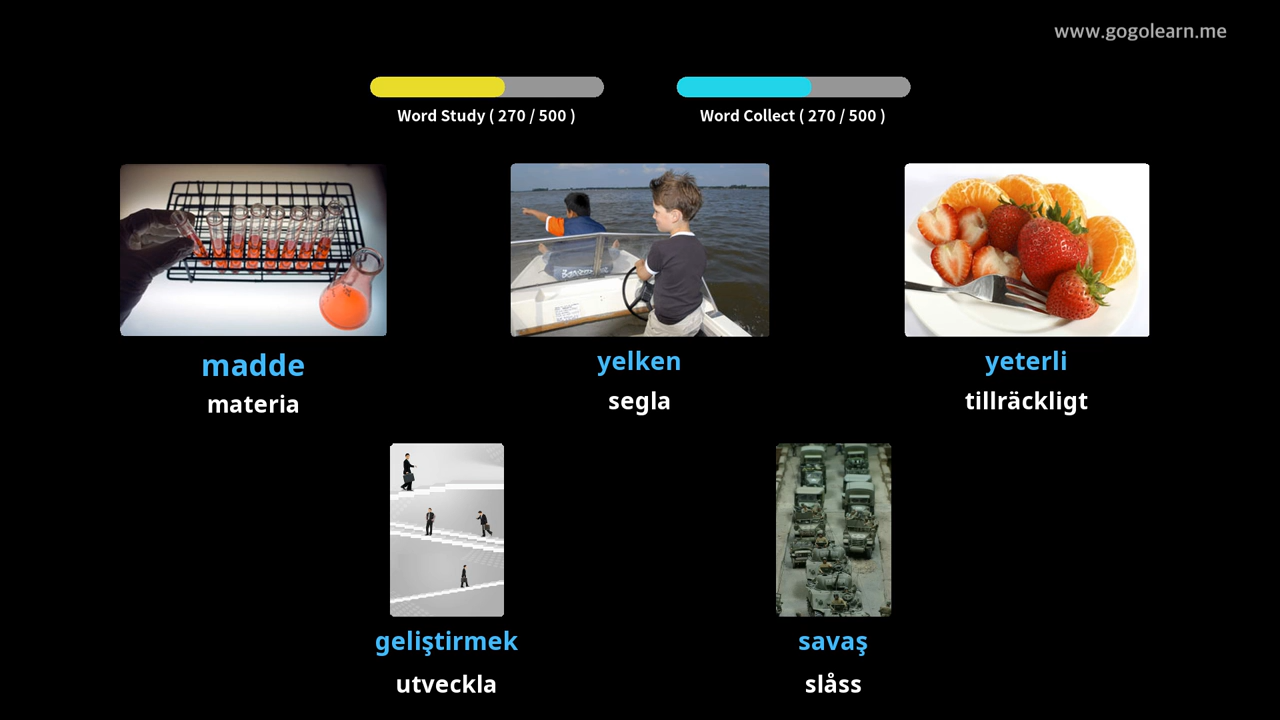 www.gogolearn.me
Word Study ( 270 / 500 )
Word Collect ( 270 / 500 )
madde
materia
yelken
segla
yeterli
tillräckligt
geliştirmek
utveckla
savaş
slåss